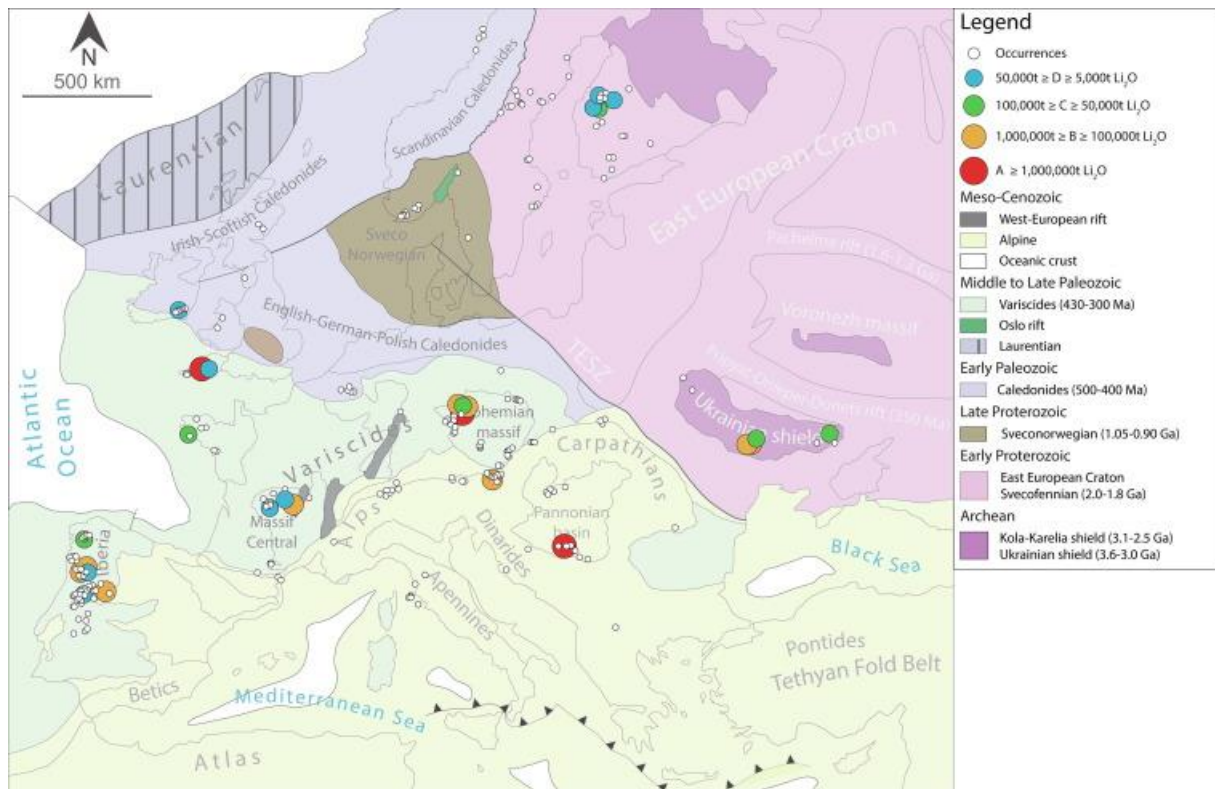 N
500 km
Laurentian
Irish-Scottish Caledonides
Scandinavian Caledonides
Sveco
Norwegian
English-German-Polish Caledonides
East European Craton
Voronezh massif
TESZ
Ukrainian shield
Atlantic
Ocean
Variscides
Bohemian
massif
Carpathians
Massif
Central
Alps
Pannonian
basin
Dinarides
Iberia
Apennines
Black Sea
Pontides
Tethyan Fold Belt
Betics
Mediterranean Sea
Atlas
Legend
Occurrences
50,000t ≥ D ≥ 5,000t Li₂O
100,000t ≥ C ≥ 50,000t Li₂O
1,000,000t ≥ B ≥ 100,000t Li₂O
A ≥ 1,000,000t Li₂O
Meso-Cenozoic
West-European rift
Alpine
Oceanic crust
Middle to Late Paleozoic
Variscides (430-300 Ma)
Oslo rift
Laurentian
Early Paleozoic
Caledonides (500-400 Ma)
Late Proterozoic
Sveconorwegian (1.05-0.90 Ga)
Early Proterozoic
East European Craton
Svecofennian (2.0-1.8 Ga)
Archean
Kola-Karelia shield (3.1-2.5 Ga)
Ukrainian shield (3.6-3.0 Ga)